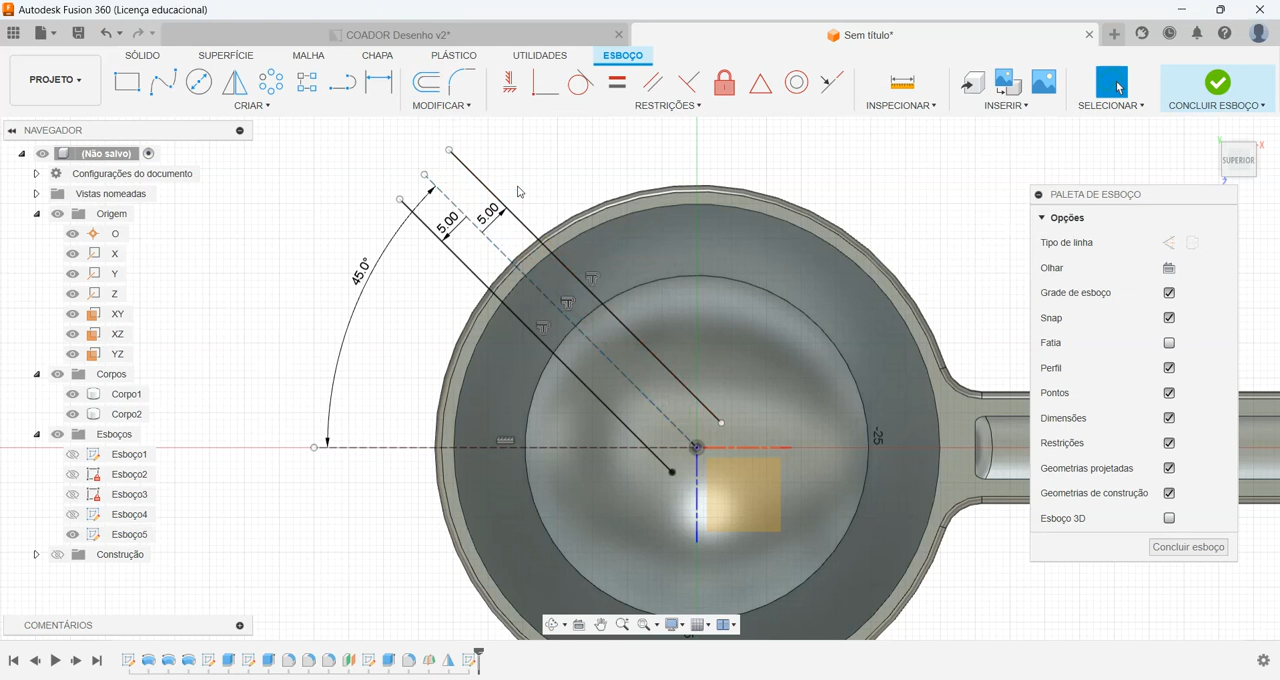 Autodesk Fusion 360 (Licença educacional)
COADOR Desenho v2*
Sem título*
SÓLIDO
SUPERFÍCIE
MALHA
CHAPA
PLÁSTICO
UTILIDADES
ESBOÇO
PROJETO
CRIAR
MODIFICAR
RESTRIÇÕES
INSPECIONAR
INSERIR
SELECIONAR
CONCLUIR ESBOÇO
NAVEGADOR
(Não salvo)
Configurações do documento
Vistas nomeadas
Origem
O
X
Y
Z
XY
XZ
YZ
Corpos
Corpo1
Corpo2
Esboços
Esboço1
Esboço2
Esboço3
Esboço4
Esboço5
Construção
COMENTÁRIOS
45.0°
5.00
5.00
-25
Y
X
SUPERIOR
Z
PALETA DE ESBOÇO
Opções
Tipo de linha
Olhar
Grade de esboço
Snap
Fatia
Perfil
Pontos
Dimensões
Restrições
Geometrias projetadas
Geometrias de construção
Esboço 3D
Concluir esboço